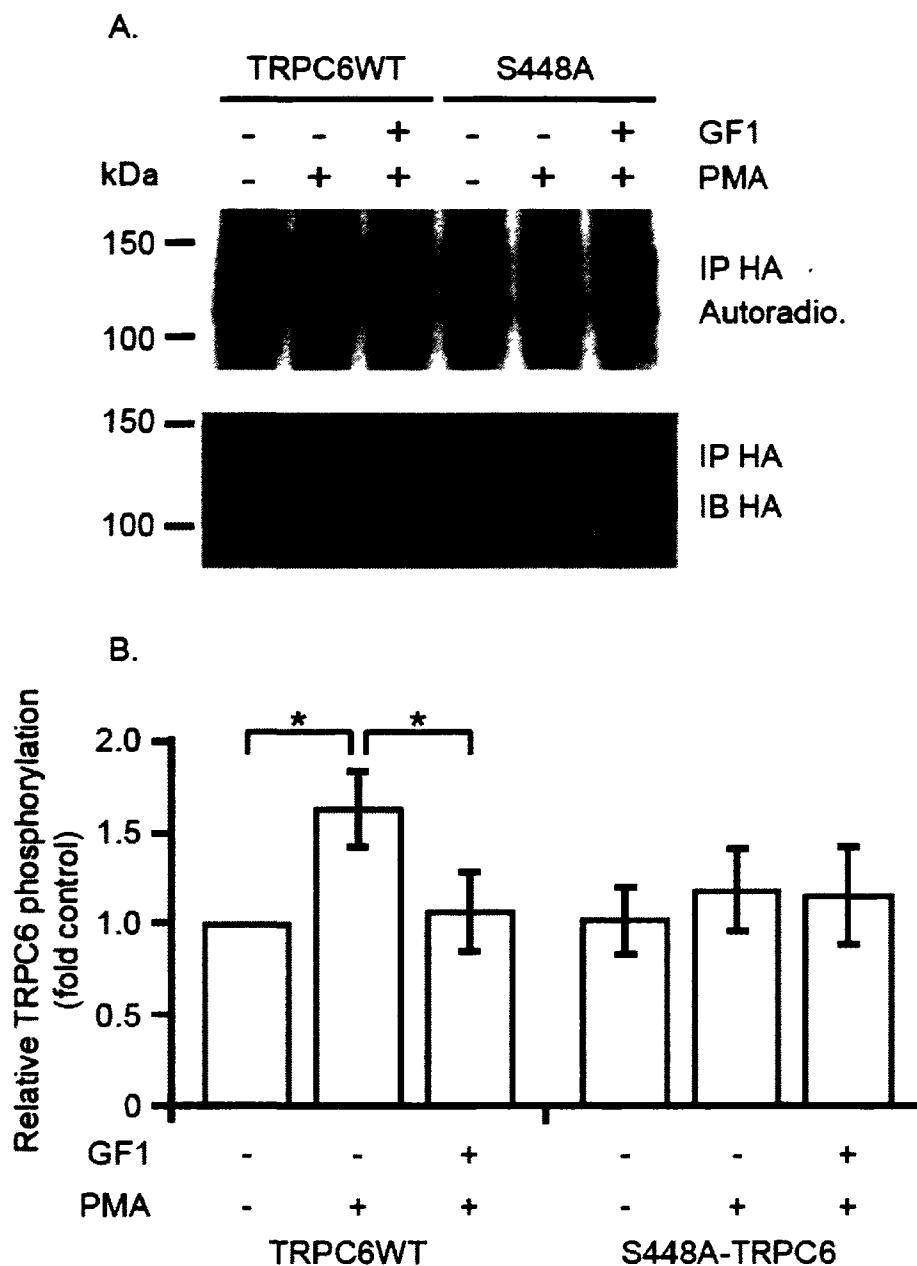 A.
TRPC6WT S448A
- - + - - + GF1
kDa - + + - + + PMA
150
100
IP HA
Autoradio.
150
100
IP HA
IB HA
B.
Relative TRPC6 phosphorylation
(fold control)
* *
2.0
1.5
1.0
0.5
0
GF1 - - + - - +
PMA - + + - + +
TRPC6WT S448A-TRPC6